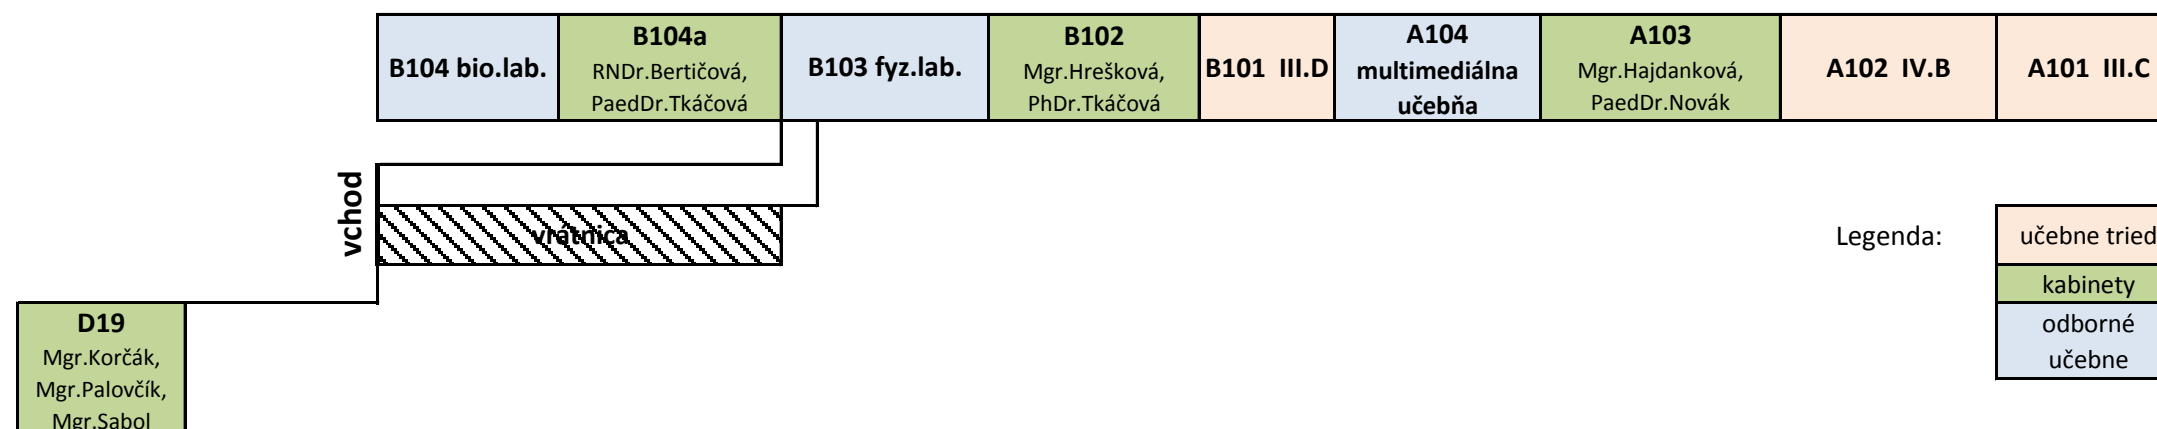 B104 bio.lab.
B104a
RNDr.Bertičová,
PaedDr.Tkáčová
B103 fyz.lab.
B102
Mgr.Hrešková,
PhDr.Tkáčová
B101 III.D
A104
multimediálna
učebňa
A103
Mgr.Hajdanková,
PaedDr.Novák
A102 IV.B
A101 III.C
vchod
vrátnica
Legenda:
učebne tried
kabinety
odborné
učebne
D19
Mgr.Korčák,
Mgr.Palovčík,
Mgr.Sabol